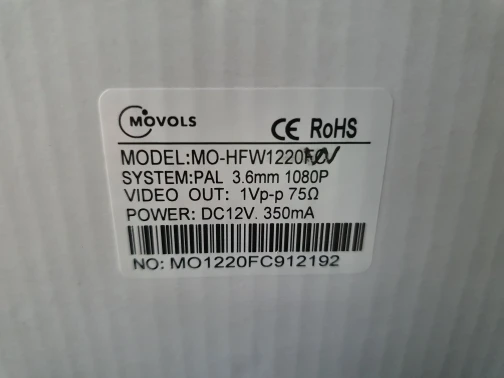 MOVOLS
CE RoHS
MODEL:MO-HFW1220
SYSTEM:PAL 3.6mm 1080P
VIDEO OUT: 1Vp-p 75Ω
POWER: DC12V. 350mA
NO: MO1220FC912192